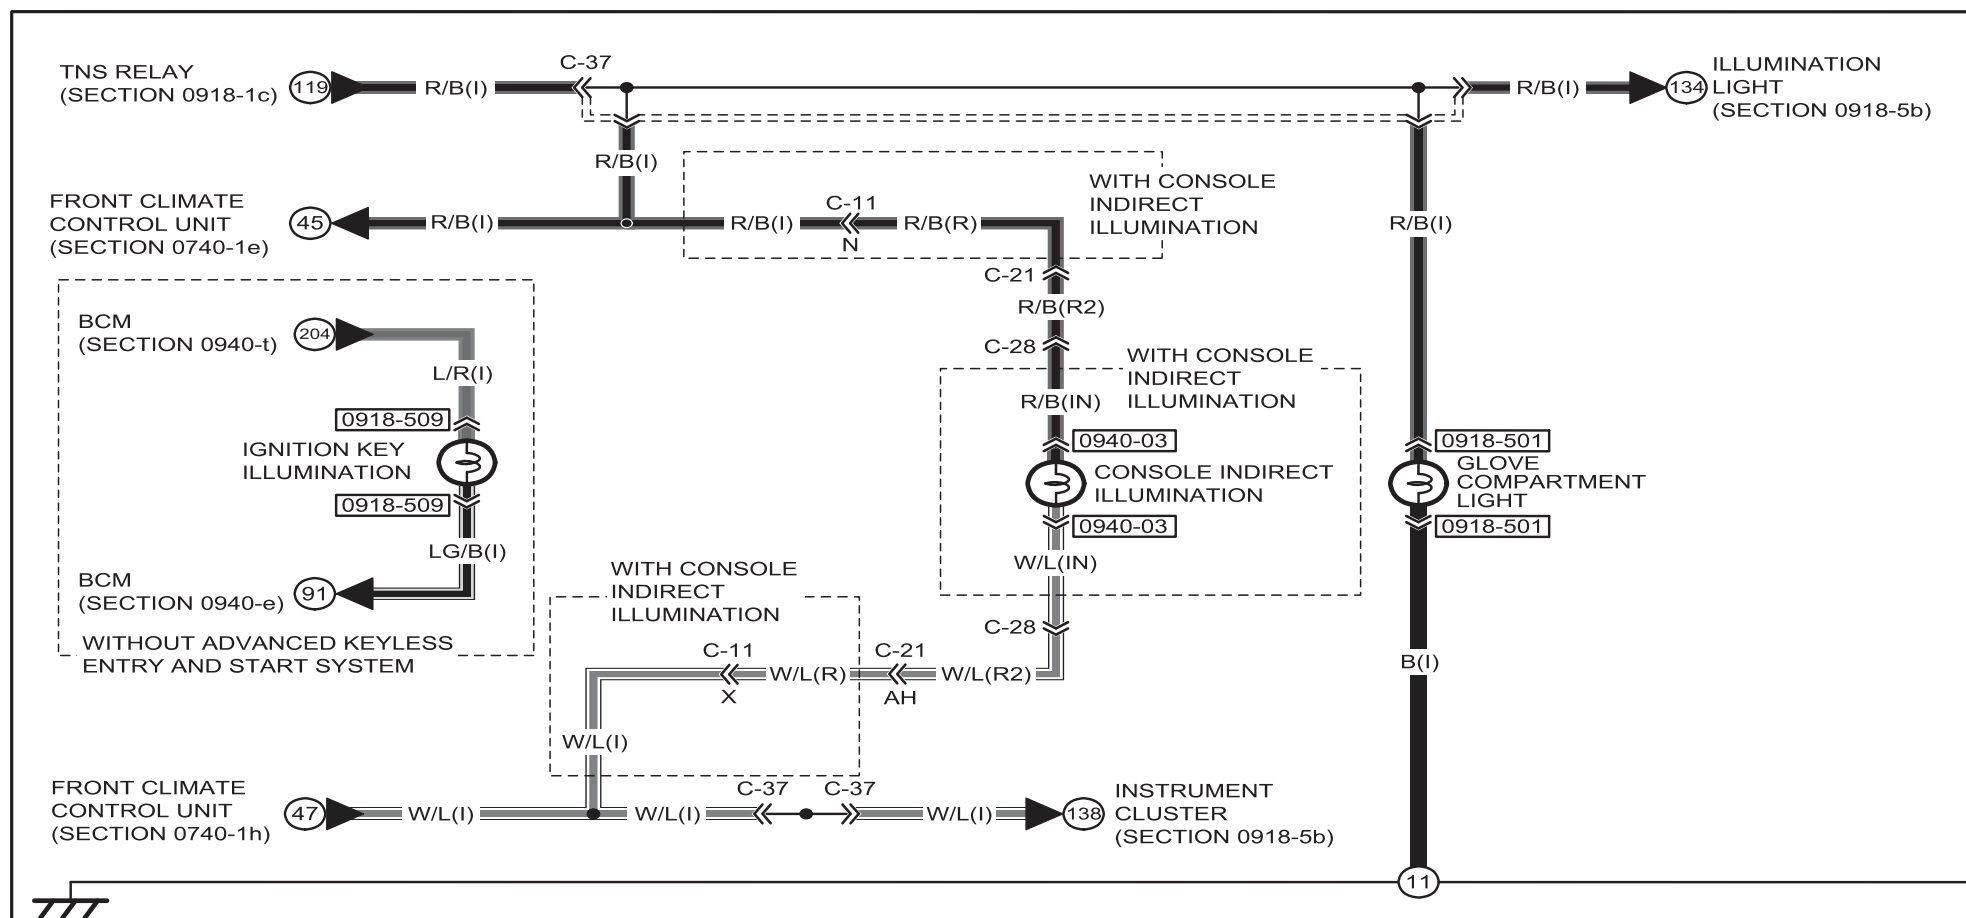 TNS RELAY
(SECTION 0918-1c)
119
R/B(I)
C-37
R/B(I)
134
ILLUMINATION
LIGHT
(SECTION 0918-5b)
R/B(I)
FRONT CLIMATE
CONTROL UNIT
(SECTION 0740-1e)
45
R/B(I)
R/B(I)
C-11
N
R/B(R)
WITH CONSOLE
INDIRECT
ILLUMINATION
R/B(I)
C-21
R/B(R2)
C-28
BCM
(SECTION 0940-t)
204
L/R(I)
0918-509
IGNITION KEY
ILLUMINATION
0918-509
LG/B(I)
BCM
(SECTION 0940-e)
91
WITHOUT ADVANCED KEYLESS
ENTRY AND START SYSTEM
WITH CONSOLE
INDIRECT
ILLUMINATION
R/B(IN)
0940-03
CONSOLE INDIRECT
ILLUMINATION
0940-03
W/L(IN)
0918-501
GLOVE
COMPARTMENT
LIGHT
0918-501
WITH CONSOLE
INDIRECT
ILLUMINATION
C-28
C-11
X
W/L(R)
C-21
AH
W/L(R2)
B(I)
W/L(I)
FRONT CLIMATE
CONTROL UNIT
(SECTION 0740-1h)
47
W/L(I)
W/L(I)
C-37
C-37
W/L(I)
138
INSTRUMENT
CLUSTER
(SECTION 0918-5b)
11